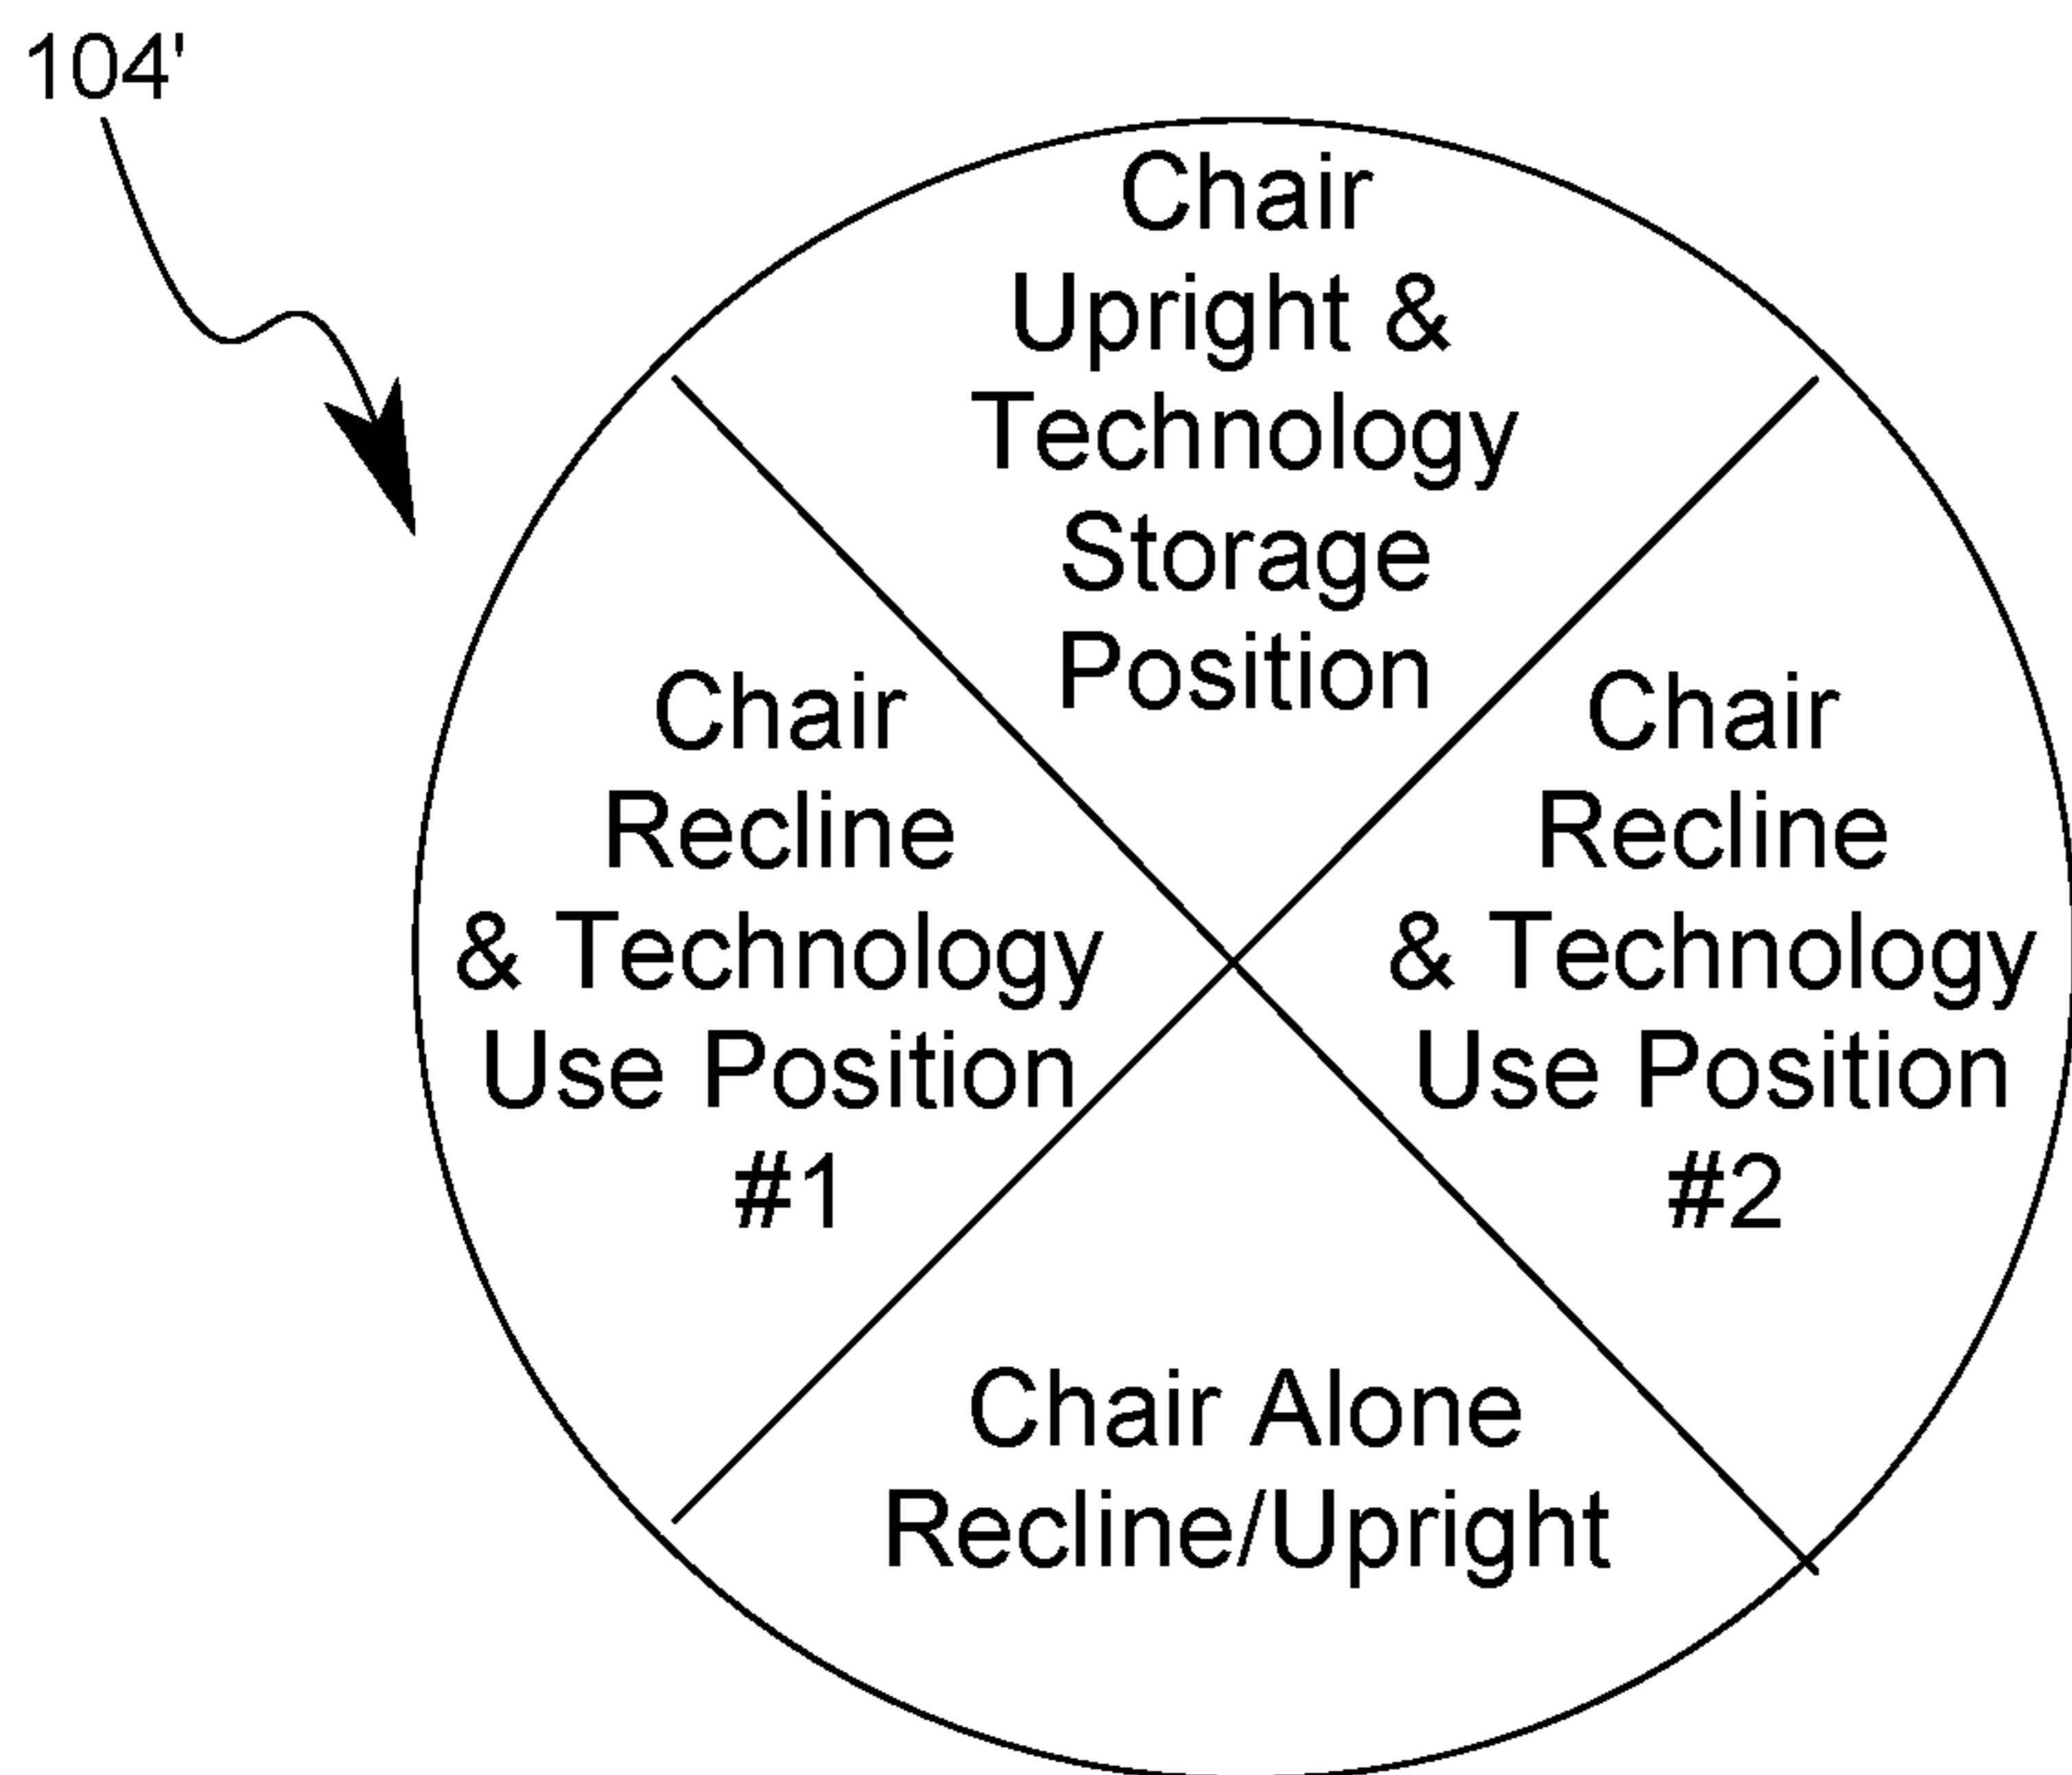 104'
Chair
Upright &
Technology
Storage
Position
Chair
Recline
& Technology
Use Position
#1
Chair
Recline
& Technology
Use Position
#2
Chair Alone
Recline/Upright